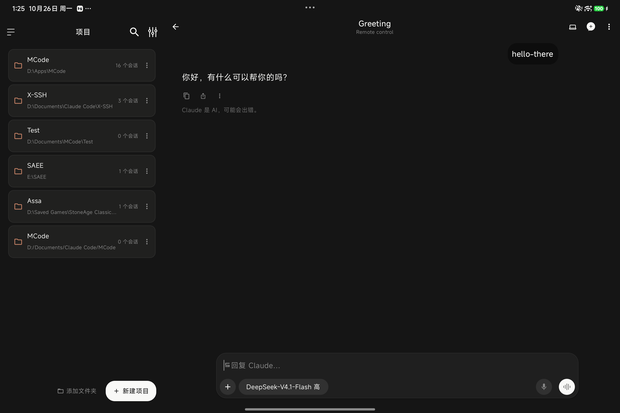 1:25 10月26日 周一
100
项目
MCode
D:\Apps\MCode
16 个会话
X-SSH
D:\Documents\Claude Code\X-SSH
5 个会话
Test
D:\Documents\MCode\Test
0 个会话
SAEE
E:\SAEE
1 个会话
Assa
D:\Saved Games\StoneAge Classic...
1 个会话
MCode
D:/Documents/Claude Code/MCode
0 个会话
添加文件夹
+ 新建项目
Greeting
Remote control
hello-there
你好，有什么可以帮你的吗？
Claude 是 AI，可能会出错。
回复 Claude...
DeepSeek-V4.1-Flash 高